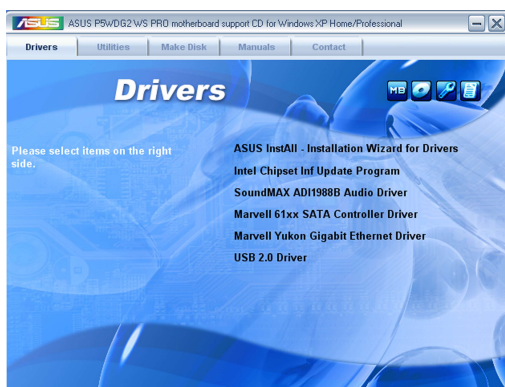 ASUS ASUS P5WDG2 WS PRO motherboard support CD for Windows XP Home/Professional
Drivers Utilities Make Disk Manuals Contact
Drivers
MB
Please select items on the right
side.
ASUS InstAll - Installation Wizard for Drivers
Intel Chipset Inf Update Program
SoundMAX ADI1988B Audio Driver
Marvell 61xx SATA Controller Driver
Marvell Yukon Gigabit Ethernet Driver
USB 2.0 Driver